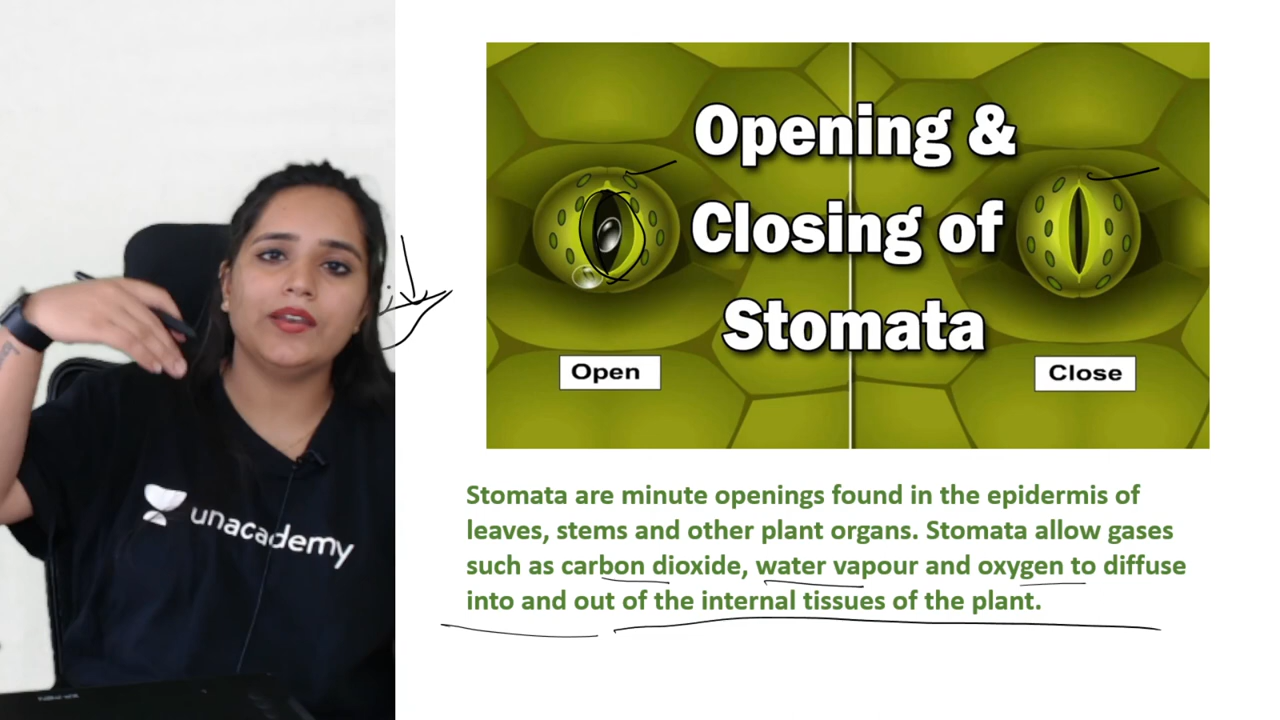 Opening &
Closing of
Stomata
Open
Close
Stomata are minute openings found in the epidermis of
leaves, stems and other plant organs. Stomata allow gases
such as carbon dioxide, water vapour and oxygen to diffuse
into and out of the internal tissues of the plant.
unacademy